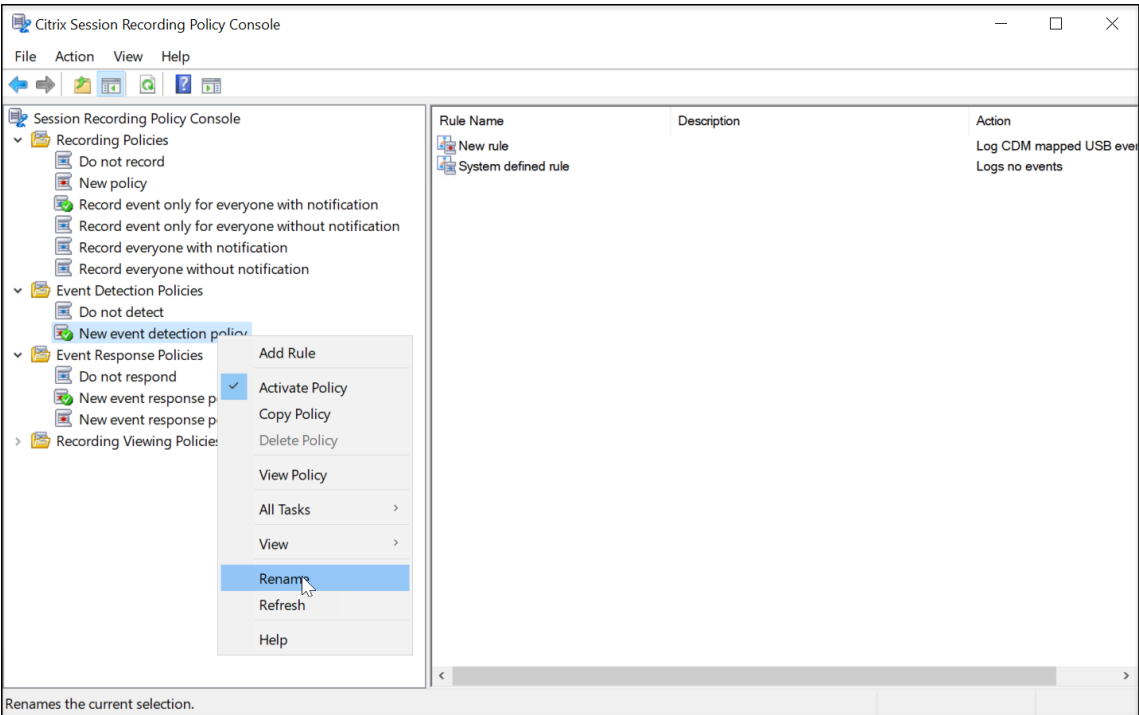 Citrix Session Recording Policy Console
File Action View Help
Session Recording Policy Console
Recording Policies
Do not record
New policy
Record event only for everyone with notification
Record event only for everyone without notification
Record everyone with notification
Record everyone without notification
Event Detection Policies
Do not detect
New event detection policy
Event Response Policies
Do not respond
New event response p
New event response p
Recording Viewing Policies
Add Rule
Activate Policy
Copy Policy
Delete Policy
View Policy
All Tasks
View
Rename
Refresh
Help
Rule Name Description Action
New rule Log CDM mapped USB ever
System defined rule Logs no events
Renames the current selection.